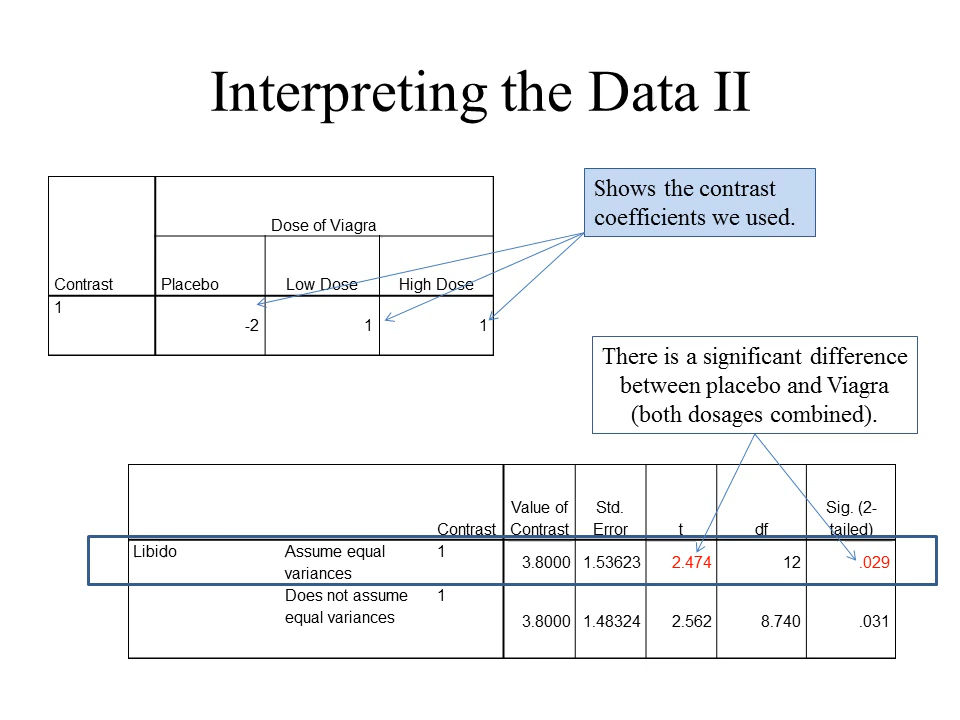 Interpreting the Data II
Shows the contrast
coefficients we used.
Dose of Viagra
Contrast Placebo Low Dose High Dose
1
-2 1 1
There is a significant difference
between placebo and Viagra
(both dosages combined).
Contrast Value of Contrast Std. Error t df Sig. (2-tailed)
Libido Assume equal variances 1 3.8000 1.53623 2.474 12 .029
Does not assume equal variances 1 3.8000 1.48324 2.562 8.740 .031